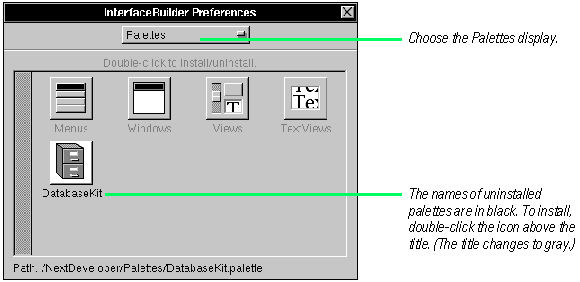 InterfaceBuilder Preferences
Palettes
Choose the Palettes display.
Double-click to install/uninstall.
Menus
Windows
Views
TextViews
DatabaseKit
The names of uninstalled
palettes are in black. To install,
double-click the icon above the
title. (The title changes to gray.)
Path: /NextDeveloper/Palettes/DatabaseKit.palette